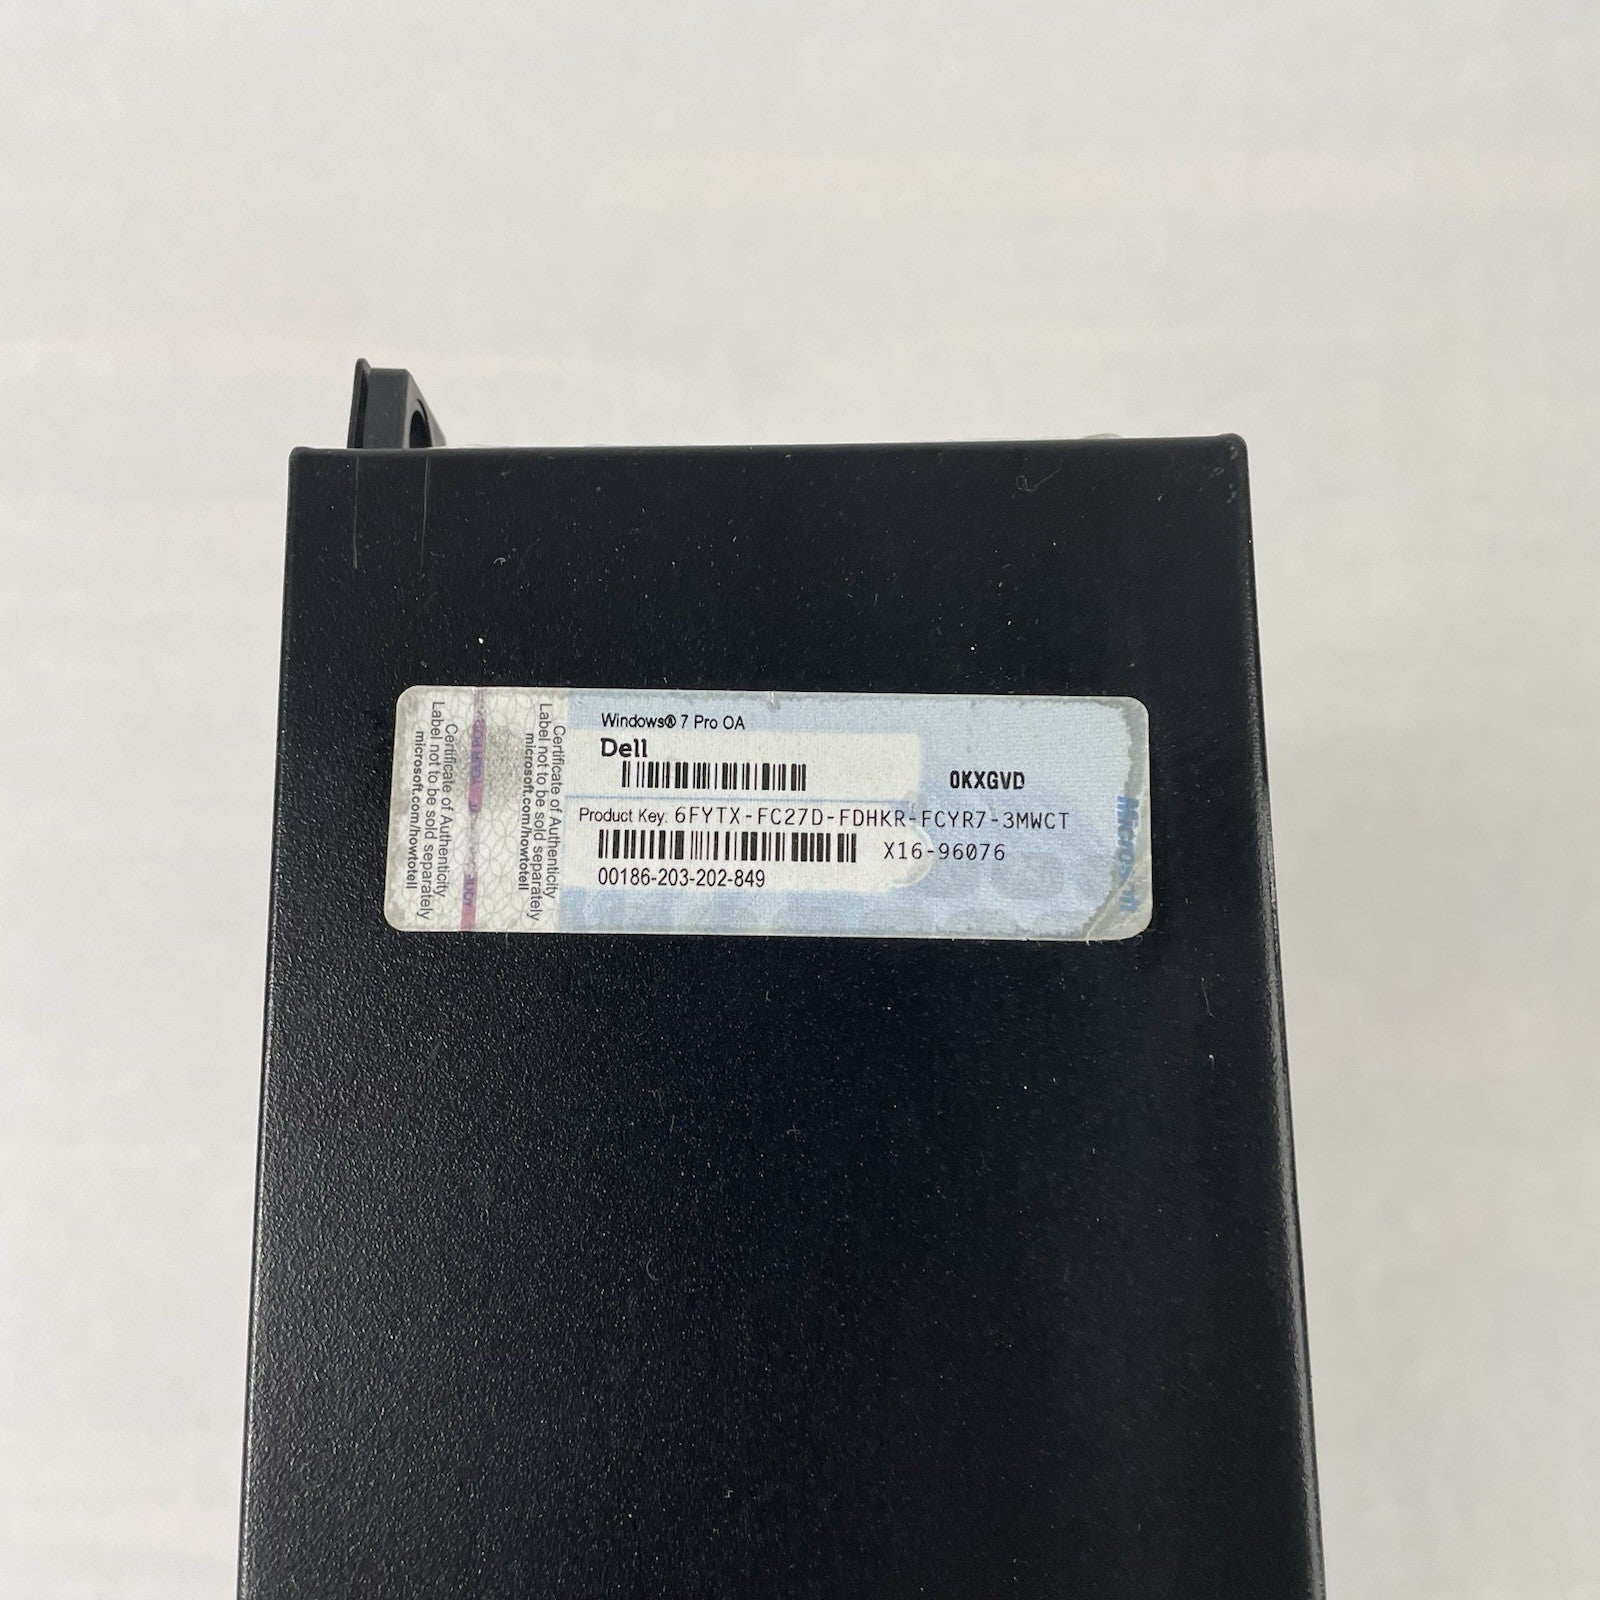 Certificate of Authenticity
Label not to be sold separately
microsoft.com/howtotell
Certificate of Authenticity
Label not to be sold separately
microsoft.com/howtotell
Windows® 7 Pro OA
Dell
0KXGVD
Product Key: 6FYTX-FC27D-FDHKR-FCYR7-3MWCT
X16-96076
00186-203-202-849
Microsoft